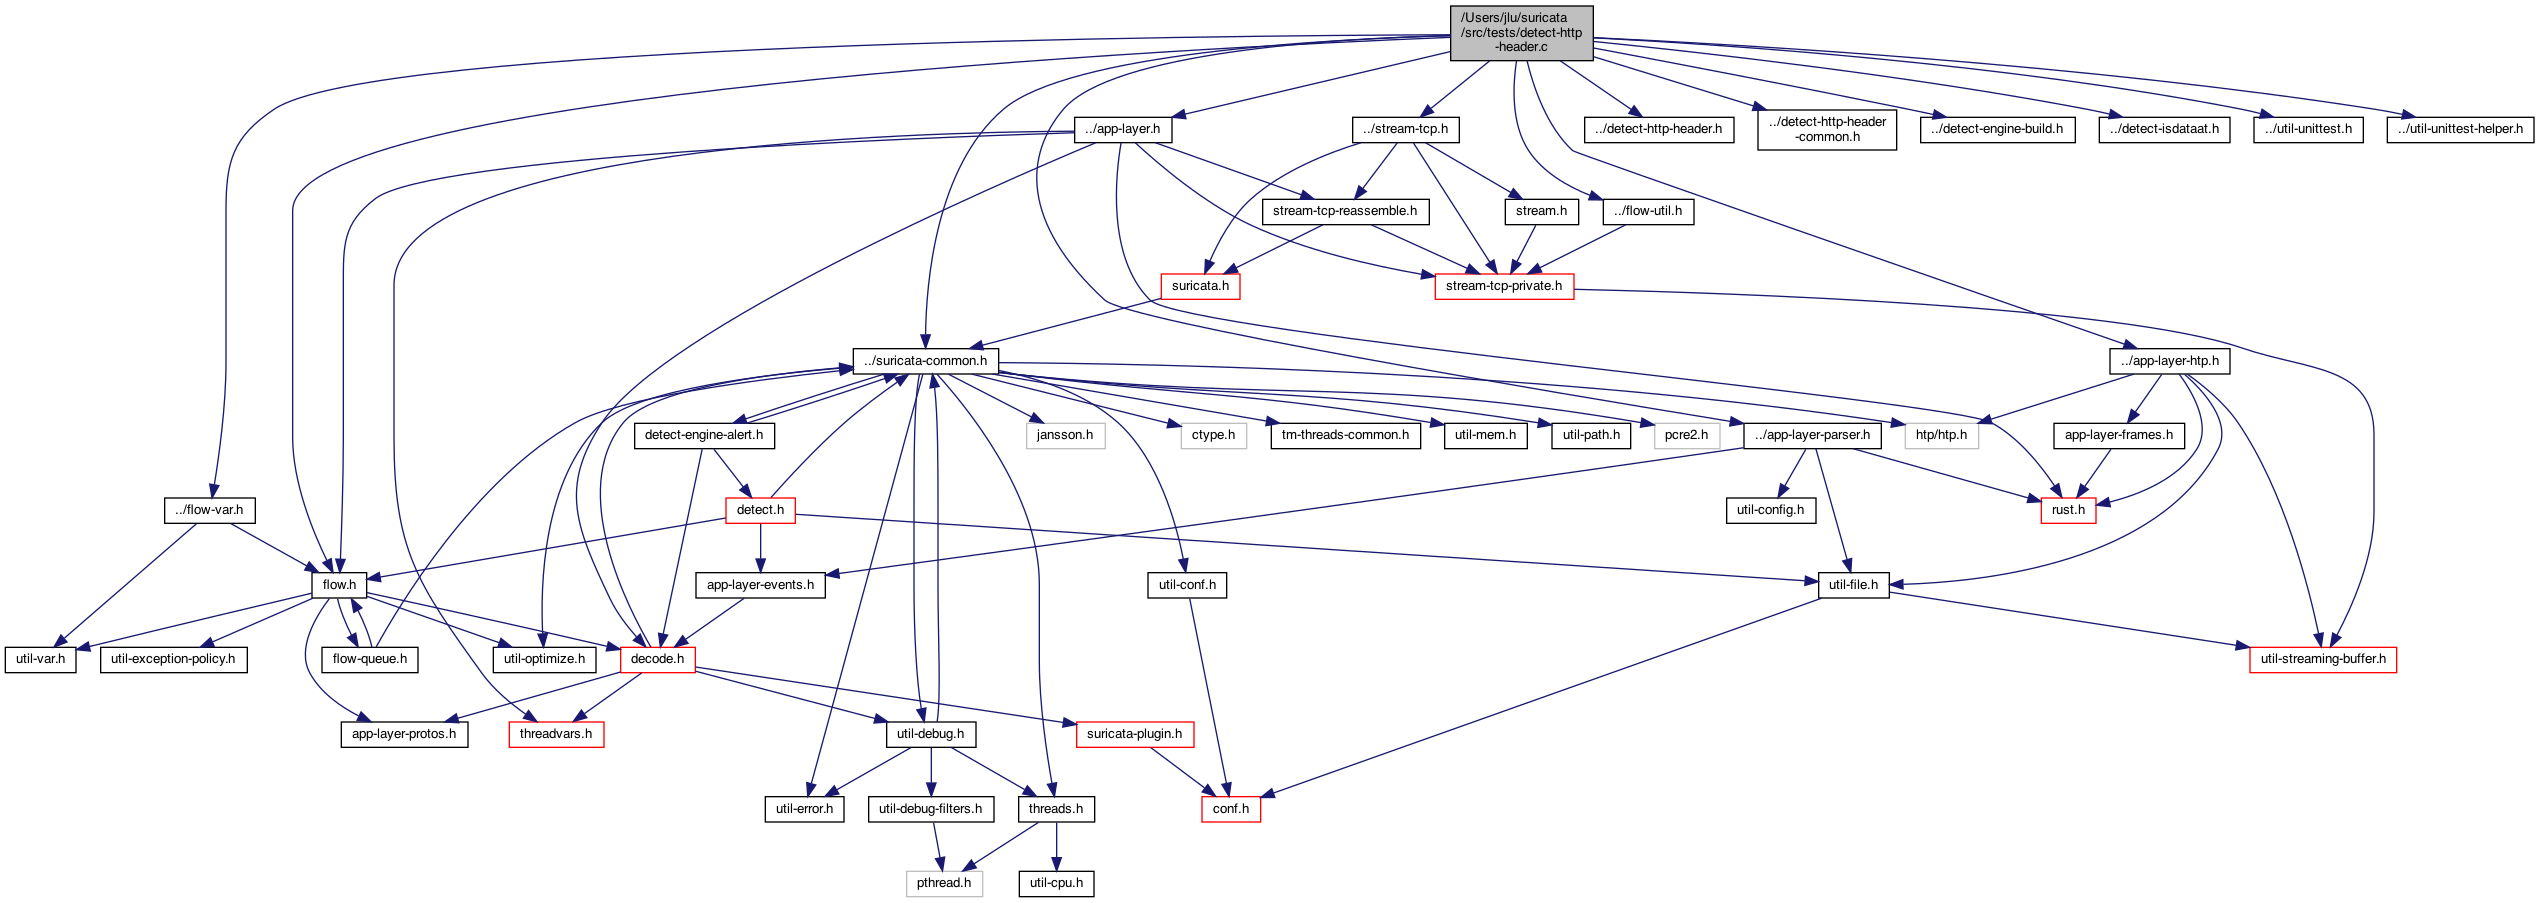 /Users/jlu/suricata
/src/tests/detect-http
-header.c
../app-layer.h
../stream-tcp.h
../detect-http-header.h
../detect-http-header
-common.h
../detect-engine-build.h
../detect-isdataat.h
../util-unittest.h
../util-unittest-helper.h
stream-tcp-reassemble.h
stream.h
../flow-util.h
suricata.h
stream-tcp-private.h
../suricata-common.h
../app-layer-htp.h
detect-engine-alert.h
jansson.h
ctype.h
tm-threads-common.h
util-mem.h
util-path.h
pcre2.h
../app-layer-parser.h
htp/htp.h
app-layer-frames.h
../flow-var.h
detect.h
util-config.h
rust.h
flow.h
app-layer-events.h
util-conf.h
util-file.h
util-var.h
util-exception-policy.h
flow-queue.h
util-optimize.h
decode.h
util-streaming-buffer.h
app-layer-protos.h
threadvars.h
util-debug.h
suricata-plugin.h
util-error.h
util-debug-filters.h
threads.h
conf.h
pthread.h
util-cpu.h